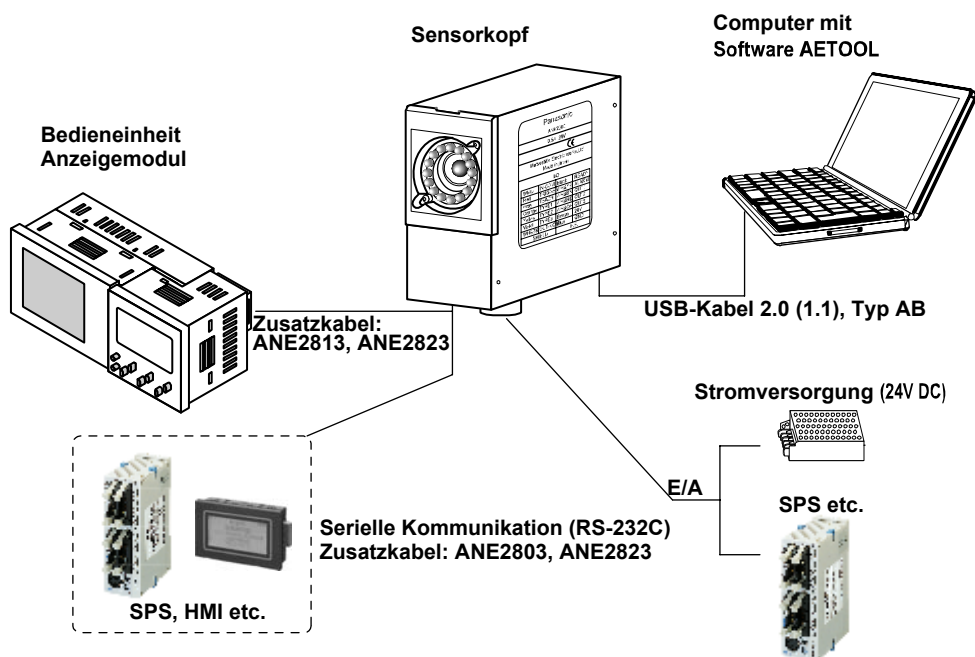 Sensorkopf
Computer mit
Software AETOOL
Bedieneinheit
Anzeigemodul
Panasonic
USB-Kabel 2.0 (1.1), Typ AB
Zusatzkabel:
ANE2813, ANE2823
Stromversorgung (24V DC)
E/A
SPS etc.
Serielle Kommunikation (RS-232C)
Zusatzkabel: ANE2803, ANE2823
SPS, HMI etc.